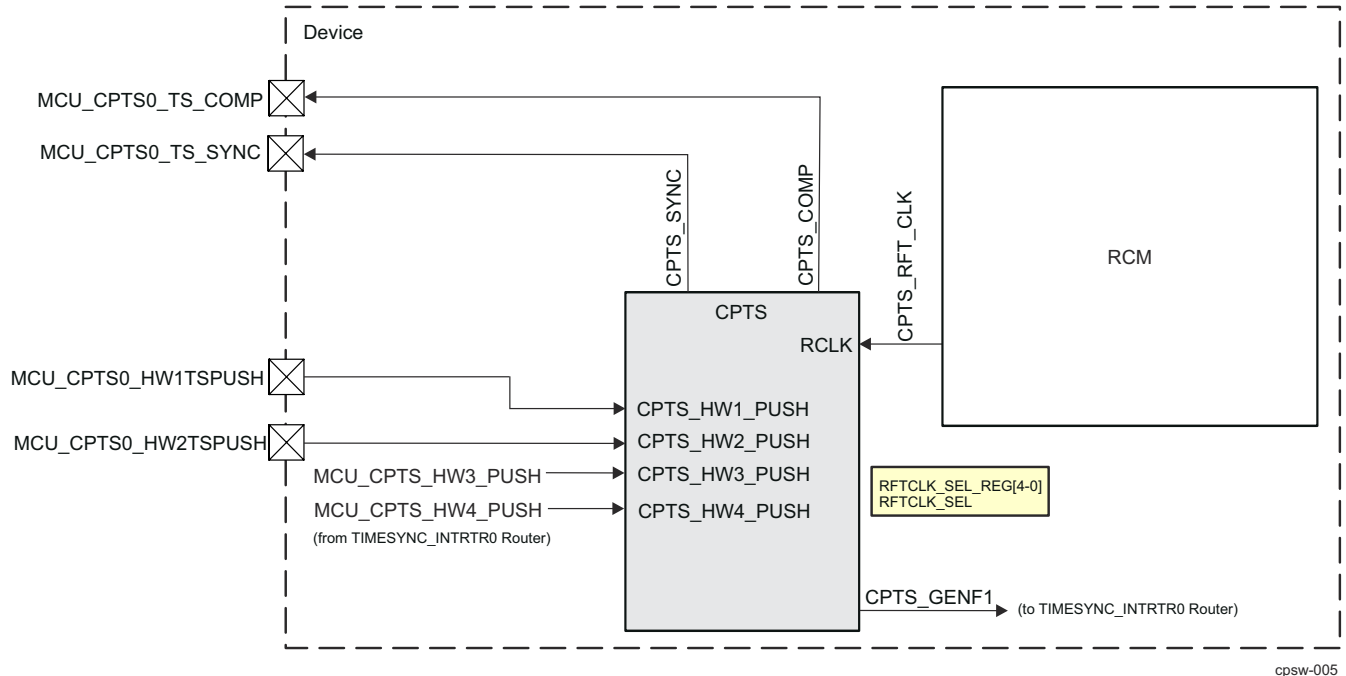 Device
MCU_CPTS0_TS_COMP
MCU_CPTS0_TS_SYNC
CPTS_SYNC
CPTS_COMP
CPTS_RFT_CLK
RCM
CPTS
RCLK
MCU_CPTS0_HW1TSPUSH
CPTS_HW1_PUSH
MCU_CPTS0_HW2TSPUSH
CPTS_HW2_PUSH
MCU_CPTS_HW3_PUSH
CPTS_HW3_PUSH
MCU_CPTS_HW4_PUSH
CPTS_HW4_PUSH
(from TIMESYNC_INTRTR0 Router)
RFTCLK_SEL_REG[4-0]
RFTCLK_SEL
CPTS_GENF1
(to TIMESYNC_INTRTR0 Router)
cpsw-005